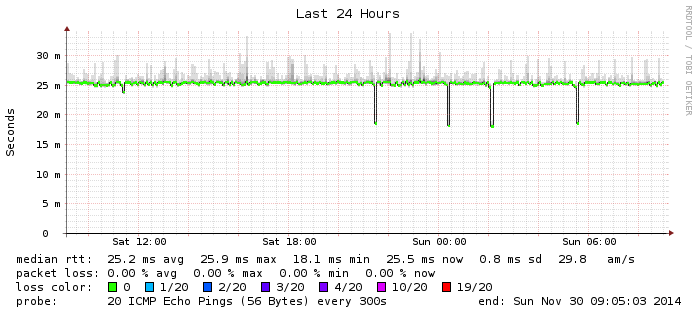 Last 24 Hours
RRDTOOL / TOBI OETIKER
Seconds
30 m
25 m
20 m
15 m
10 m
5 m
0
Sat 12:00 Sat 18:00 Sun 00:00 Sun 06:00
median rtt: 25.2 ms avg 25.9 ms max 18.1 ms min 25.5 ms now 0.8 ms sd 29.8 am/s
packet loss: 0.00 % avg 0.00 % max 0.00 % min 0.00 % now
loss color: 0 1/20 2/20 3/20 4/20 10/20 19/20
probe: 20 ICMP Echo Pings (56 Bytes) every 300s end: Sun Nov 30 09:05:03 2014